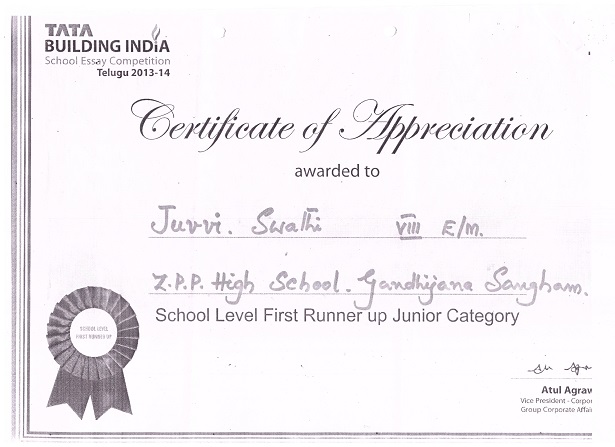 TATA
BUILDING INDIA
School Essay Competition
Telugu 2013-14
Certificate of Appreciation
awarded to
Juvvi. Swathi VIII E/M.
Z.P.P. High School. Gandhijana Sangham.
School Level First Runner up Junior Category
SCHOOL LEVEL
FIRST RUNNER UP
Atul Agraw
Vice President - Corpor
Group Corporate Affai